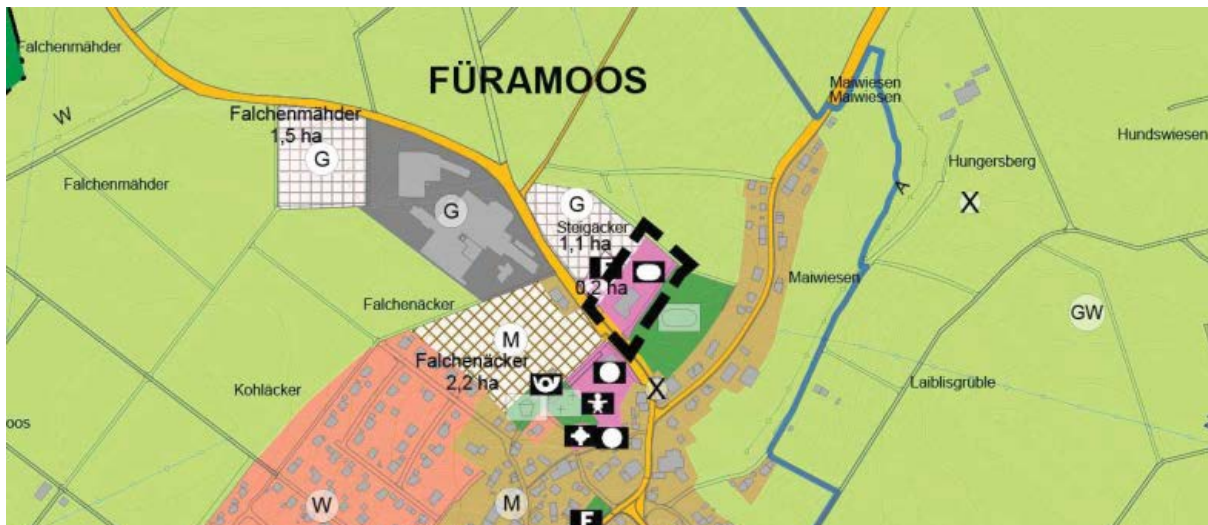 Falchenmähder
FÜRAMOOS
Maiwiesen
Maiwiesen
W
Falchenmähder
1,5 ha
Hundswiesen
G
Hungersberg
Falchenmähder
A
X
G
G
Steigäcker
1,1 ha
F
0,2 ha
Maiwiesen
Falchenäcker
GW
M
Falchenäcker
2,2 ha
Kohläcker
X
Laiblisgrüble
oos
W
M
F